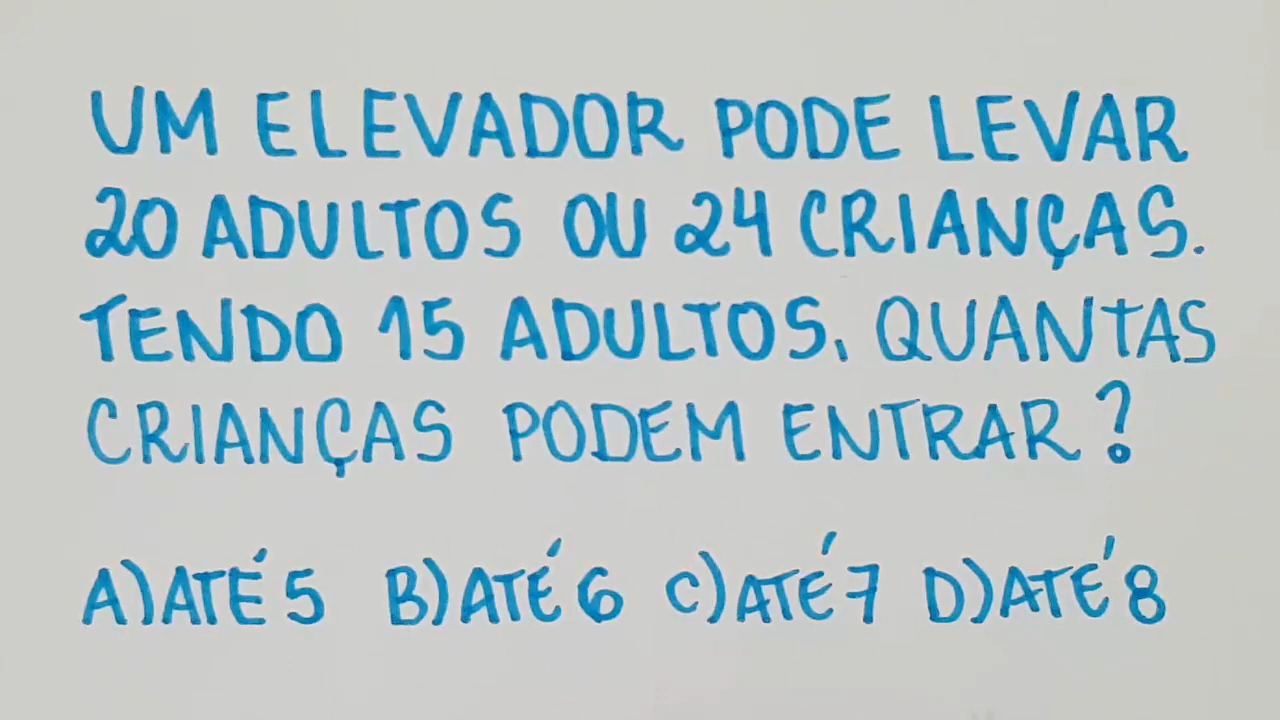 UM ELEVADOR PODE LEVAR
20 ADULTOS OU 24 CRIANÇAS.
TENDO 15 ADULTOS, QUANTAS
CRIANÇAS PODEM ENTRAR?
A) ATÉ 5 B) ATÉ 6 C) ATÉ 7 D) ATÉ 8